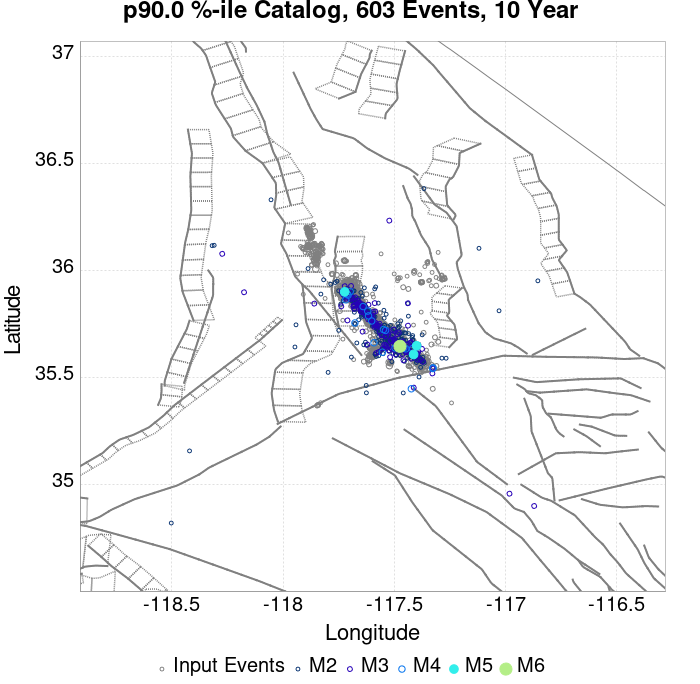 p90.0 %-ile Catalog, 603 Events, 10 Year
37
36.5
36
35.5
35
Latitude
-118.5 -118 -117.5 -117 -116.5
Longitude
Input Events M2 M3 M4 M5 M6